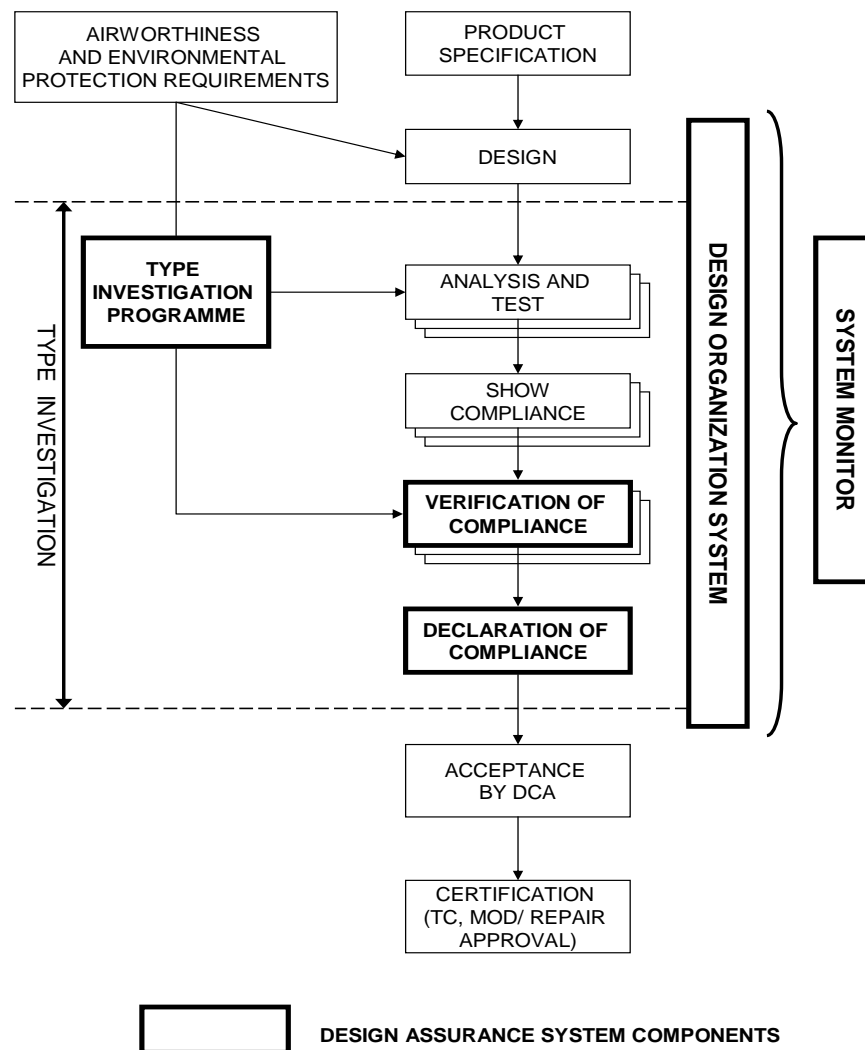 AIRWORTHINESS
AND ENVIRONMENTAL
PROTECTION REQUIREMENTS
PRODUCT
SPECIFICATION
DESIGN
TYPE
INVESTIGATION
PROGRAMME
ANALYSIS AND
TEST
SHOW
COMPLIANCE
VERIFICATION OF
COMPLIANCE
DECLARATION OF
COMPLIANCE
TYPE INVESTIGATION
DESIGN ORGANIZATION SYSTEM
SYSTEM MONITOR
ACCEPTANCE
BY DCA
CERTIFICATION
(TC, MOD/ REPAIR
APPROVAL)
DESIGN ASSURANCE SYSTEM COMPONENTS